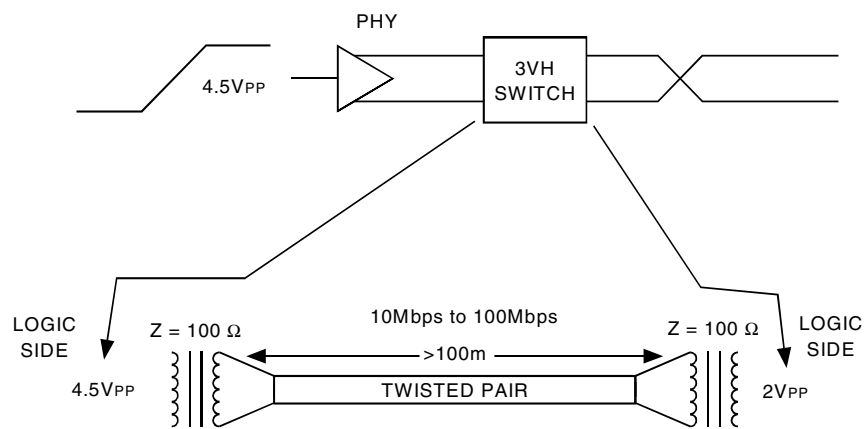 PHY
4.5VPP
3VH
SWITCH
LOGIC
SIDE
Z = 100 Ω
10Mbps to 100Mbps
Z = 100 Ω
LOGIC
SIDE
>100m
4.5VPP
TWISTED PAIR
2VPP